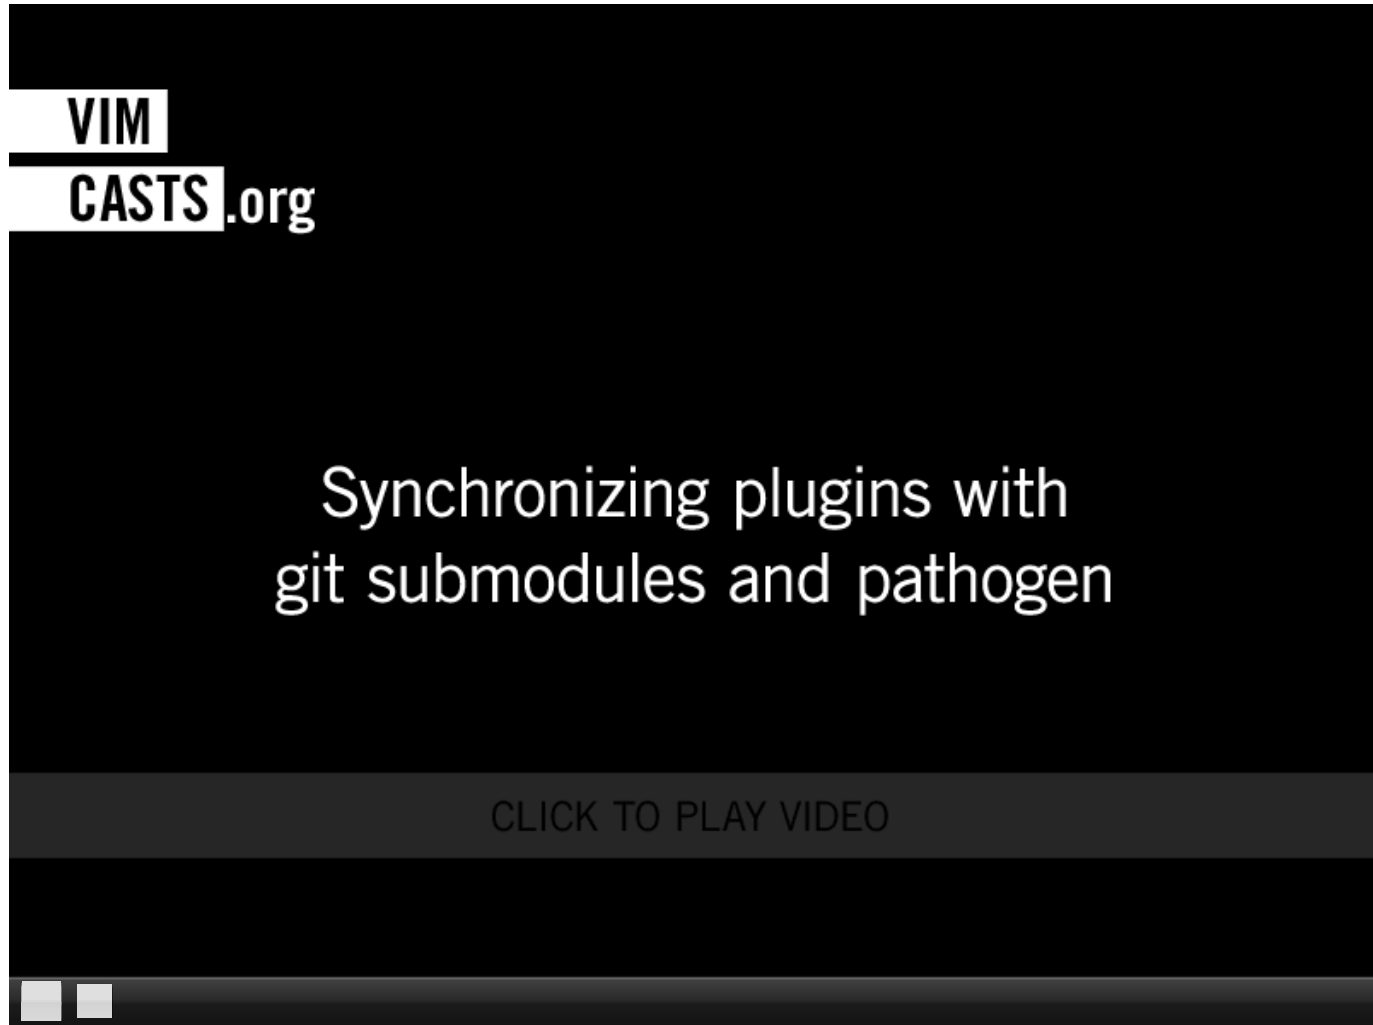 VIM
CASTS.org
Synchronizing plugins with
git submodules and pathogen
CLICK TO PLAY VIDEO